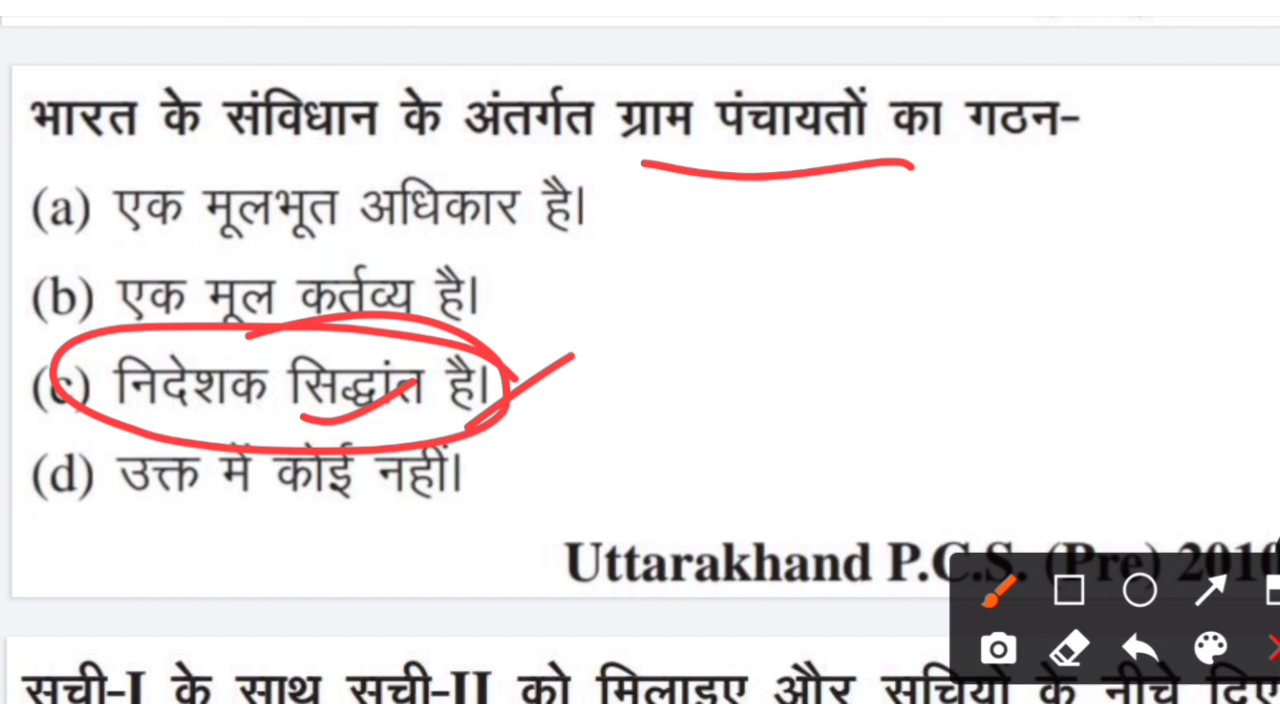 भारत के संविधान के अंतर्गत ग्राम पंचायतों का गठन-
(a) एक मूलभूत अधिकार है।
(b) एक मूल कर्तव्य है।
(c) निदेशक सिद्धांत है।
(d) उक्त में कोई नहीं।
Uttarakhand P.C.S. (Pre) 2010
सूची-I के साथ सूची-II को मिलाइए और सूचियों के नीचे दिए